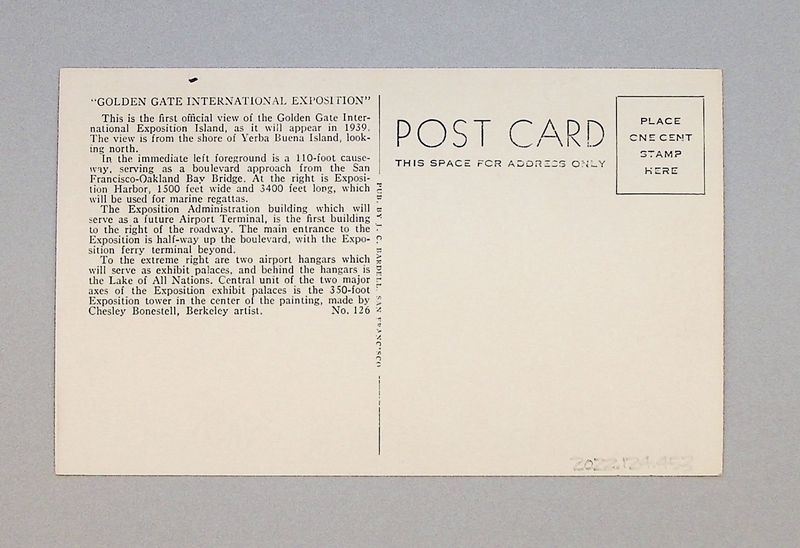 "GOLDEN GATE INTERNATIONAL EXPOSITION"
This is the first official view of the Golden Gate Inter-
national Exposition Island, as it will appear in 1939.
The view is from the shore of Yerba Buena Island, look-
ing north.
In the immediate left foreground is a 110-foot cause-
way, serving as a boulevard approach from the San
Francisco-Oakland Bay Bridge. At the right is Exposi-
tion Harbor, 1500 feet wide and 3400 feet long, which
will be used for marine regattas.
The Exposition Administration building which will
serve as a future Airport Terminal, is the first building
to the right of the roadway. The main entrance to the
Exposition is half-way up the boulevard, with the Expo-
sition ferry terminal beyond.
To the extreme right are two airport hangars which
will serve as exhibit palaces, and behind the hangars is
the Lake of All Nations. Central unit of the two major
axes of the Exposition exhibit palaces is the 350-foot
Exposition tower in the center of the painting, made by
Chesley Bonestell, Berkeley artist. No. 126
PUB. BY J. C. BARDELL, SAN FRANCISCO
POST CARD
THIS SPACE FOR ADDRESS ONLY
PLACE
ONE CENT
STAMP
HERE
2022.124.453